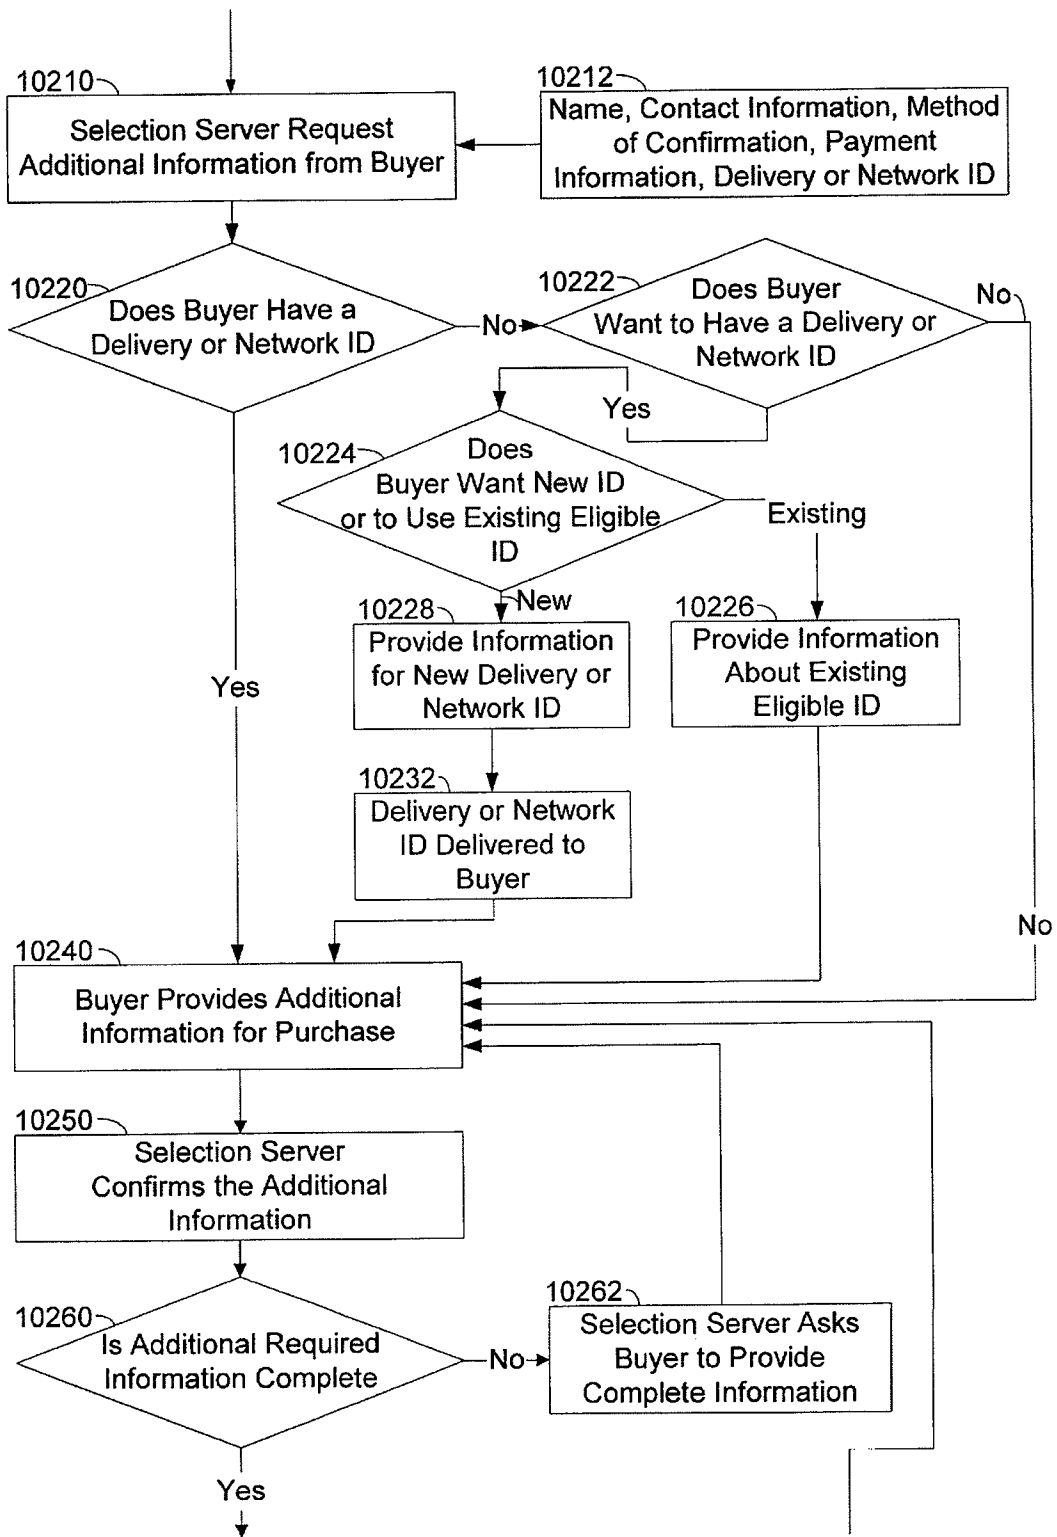 10210
Selection Server Request
Additional Information from Buyer
10212
Name, Contact Information, Method
of Confirmation, Payment
Information, Delivery or Network ID
10220
Does Buyer Have a
Delivery or Network ID
No
10222
Does Buyer
Want to Have a Delivery or
Network ID
No
Yes
10224
Does
Buyer Want New ID
or to Use Existing Eligible
ID
Existing
New
10228
Provide Information
for New Delivery or
Network ID
10226
Provide Information
About Existing
Eligible ID
Yes
10232
Delivery or Network
ID Delivered to
Buyer
No
10240
Buyer Provides Additional
Information for Purchase
10250
Selection Server
Confirms the Additional
Information
10260
Is Additional Required
Information Complete
No
10262
Selection Server Asks
Buyer to Provide
Complete Information
Yes